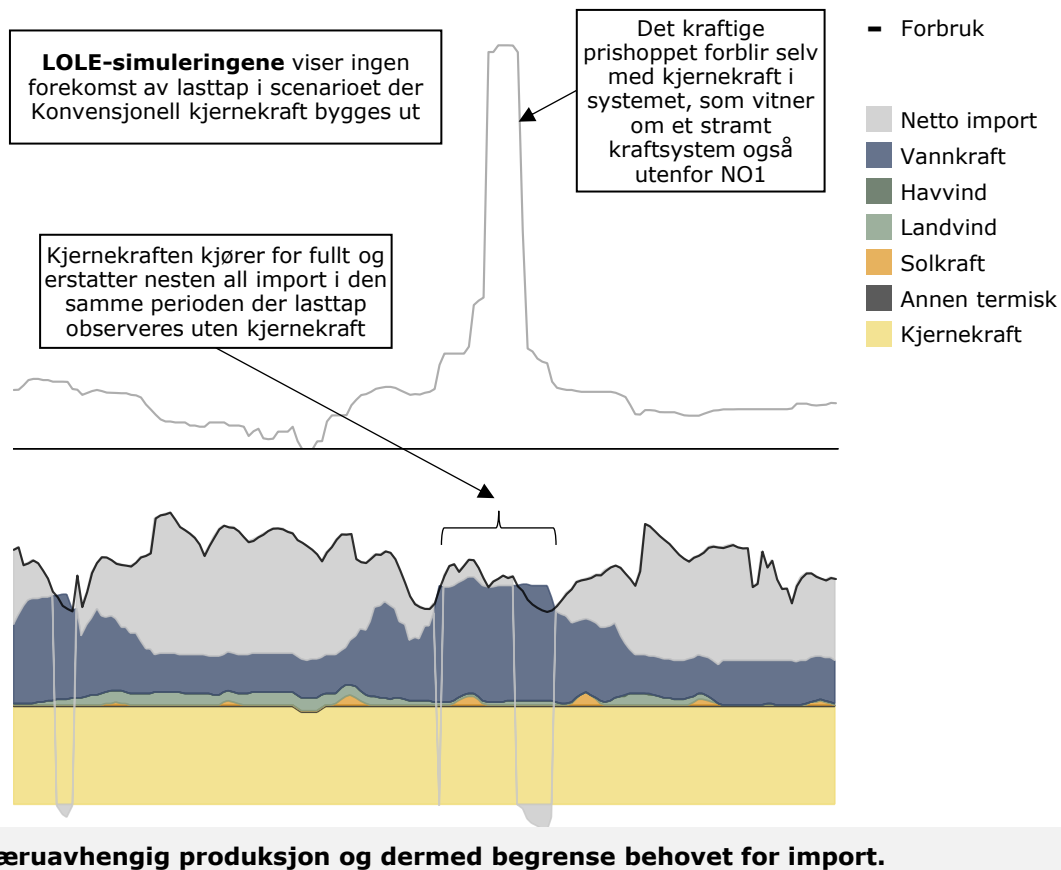 LOLE-simuleringene viser ingen
forekomst av lasttap i scenarioet der
Konvensjonell kjernekraft bygges ut
Det kraftige
prishoppet forblir selv
med kjernekraft i
systemet, som vitner
om et stramt
kraftsystem også
utenfor NO1
Kjernekraften kjører for fullt og
erstatter nesten all import i den
samme perioden der lasttap
observeres uten kjernekraft
Forbruk
Netto import
Vannkraft
Havvind
Landvind
Solkraft
Annen termisk
Kjernekraft
æruavhengig produksjon og dermed begrense behovet for import.